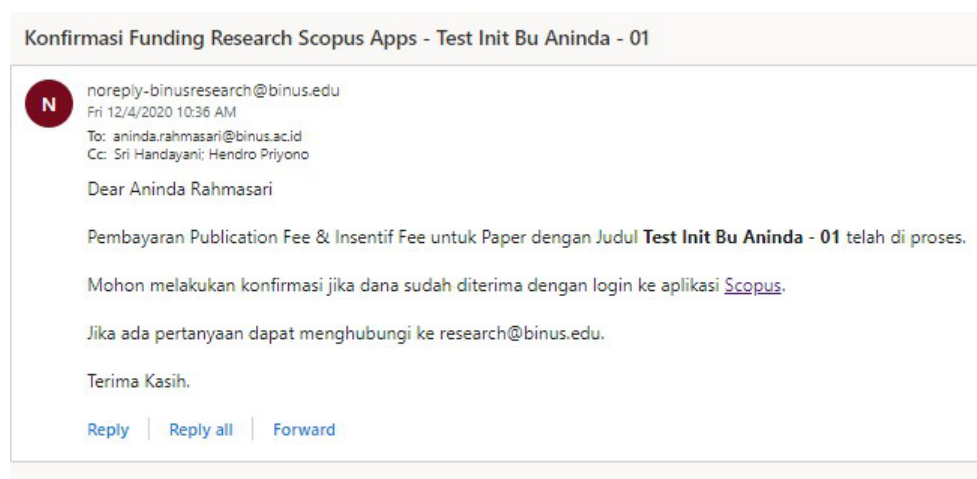 Konfirmasi Funding Research Scopus Apps - Test Init Bu Aninda - 01
N
noreply-binusresearch@binus.edu
Fri 12/4/2020 10:36 AM
To: aninda.rahmasari@binus.ac.id
Cc: Sri Handayani; Hendro Priyono
Dear Aninda Rahmasari
Pembayaran Publication Fee & Insentif Fee untuk Paper dengan Judul Test Init Bu Aninda - 01 telah di proses.
Mohon melakukan konfirmasi jika dana sudah diterima dengan login ke aplikasi Scopus.
Jika ada pertanyaan dapat menghubungi ke research@binus.edu.
Terima Kasih.
Reply Reply all Forward